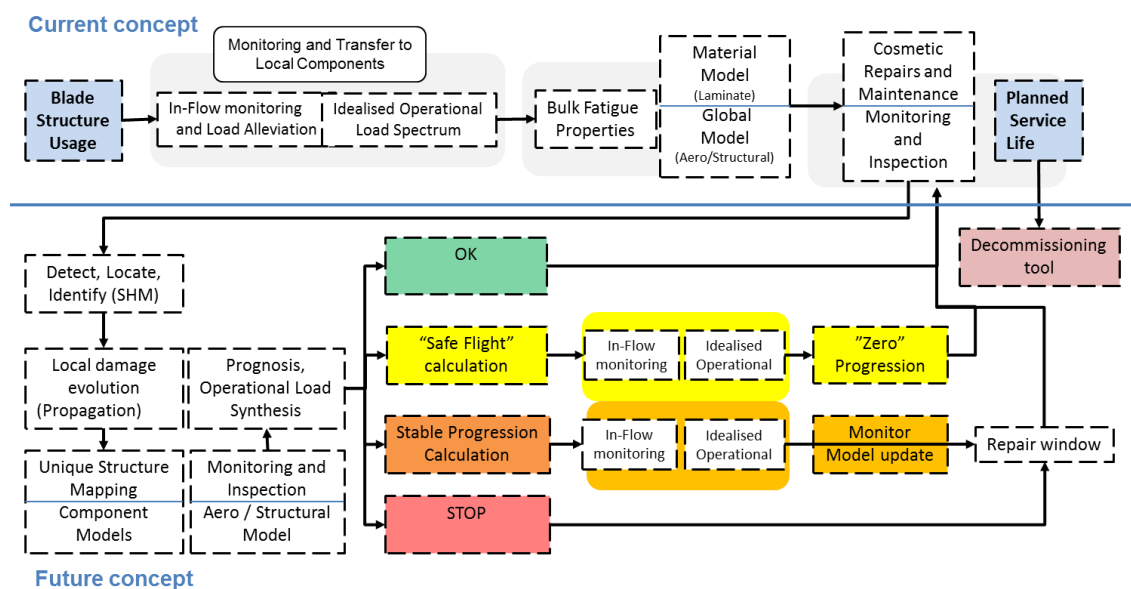 Current concept
Monitoring and Transfer to
Local Components
Blade
Structure
Usage
In-Flow monitoring
and Load Alleviation
Idealised Operational
Load Spectrum
Bulk Fatigue
Properties
Material
Model
(Laminate)
Global
Model
(Aero/Structural)
Cosmetic
Repairs and
Maintenance
Monitoring
and
Inspection
Planned
Service
Life
Decommissioning
tool
Detect, Locate,
Identify (SHM)
Local damage
evolution
(Propagation)
Unique Structure
Mapping
Component
Models
Prognosis,
Operational Load
Synthesis
Monitoring and
Inspection
Aero / Structural
Model
OK
“Safe Flight”
calculation
In-Flow
monitoring
Idealised
Operational
”Zero”
Progression
Stable Progression
Calculation
In-Flow
monitoring
Idealised
Operational
Monitor
Model update
Repair window
STOP
Future concept